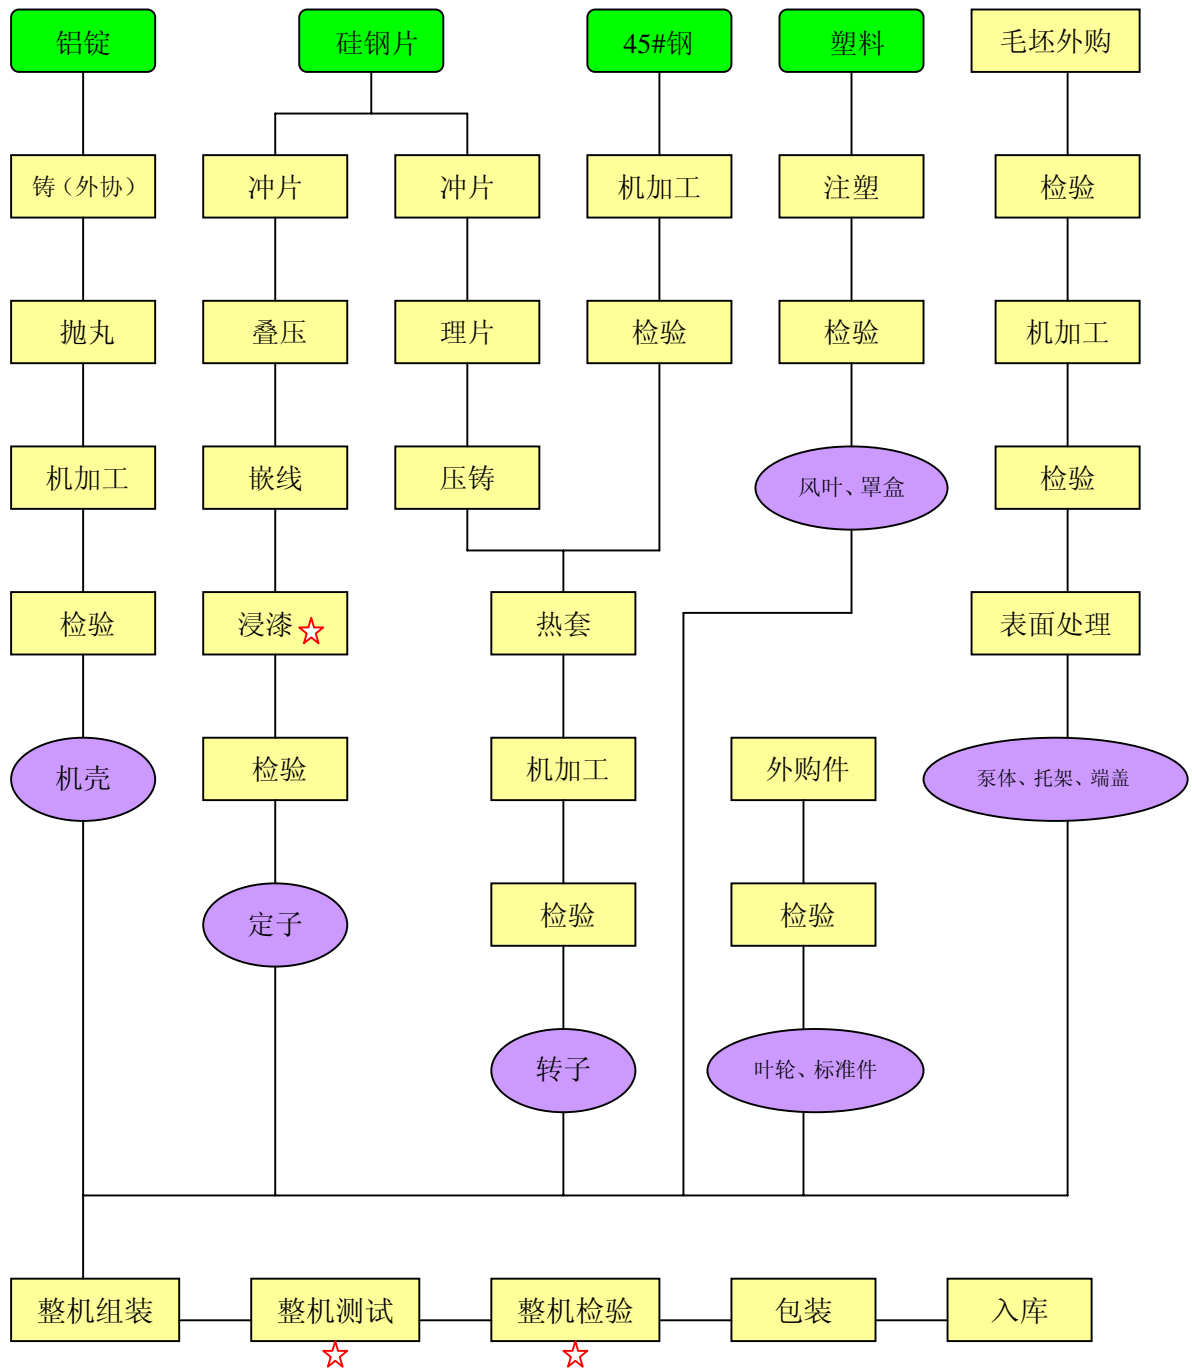 铝锭
硅钢片
45#钢
塑料
毛坯外购
铸（外协）
冲片
冲片
机加工
注塑
检验
抛丸
叠压
理片
检验
检验
机加工
机加工
嵌线
压铸
风叶、罩盒
检验
检验
浸漆
热套
表面处理
机壳
检验
机加工
外购件
泵体、托架、端盖
定子
检验
检验
转子
叶轮、标准件
整机组装
整机测试
整机检验
包装
入库